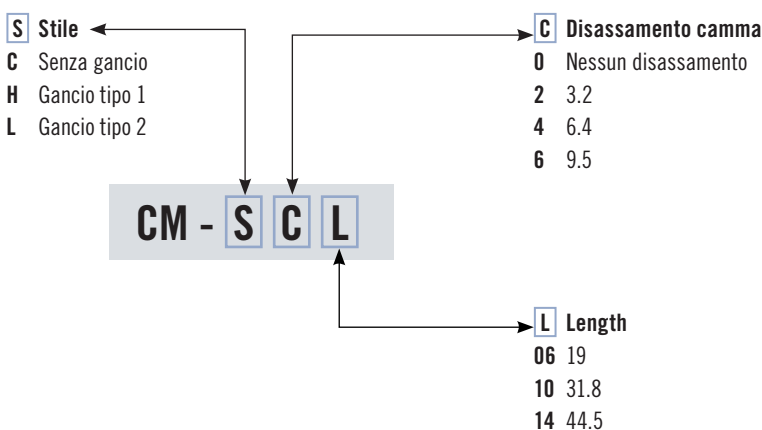 S Stile
C Senza gancio
H Gancio tipo 1
L Gancio tipo 2
C Disassamento camma
0 Nessun disassamento
2 3.2
4 6.4
6 9.5
CM - S C L
L Length
06 19
10 31.8
14 44.5